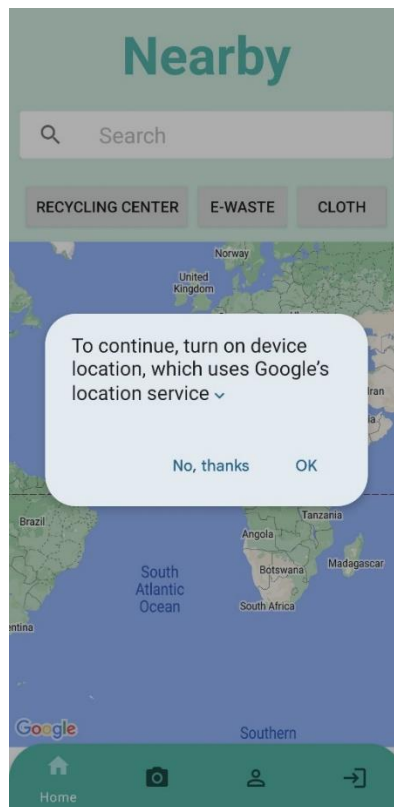 Nearby
Search
RECYCLING CENTER E-WASTE CLOTH
Norway
United
Kingdom
To continue, turn on device
location, which uses Google's
location service
Iran
No, thanks OK
Brazil
Tanzania
Angola
South
Atlantic
Ocean
Botswana
Madagascar
South Africa
entina
Google
Southern
Home